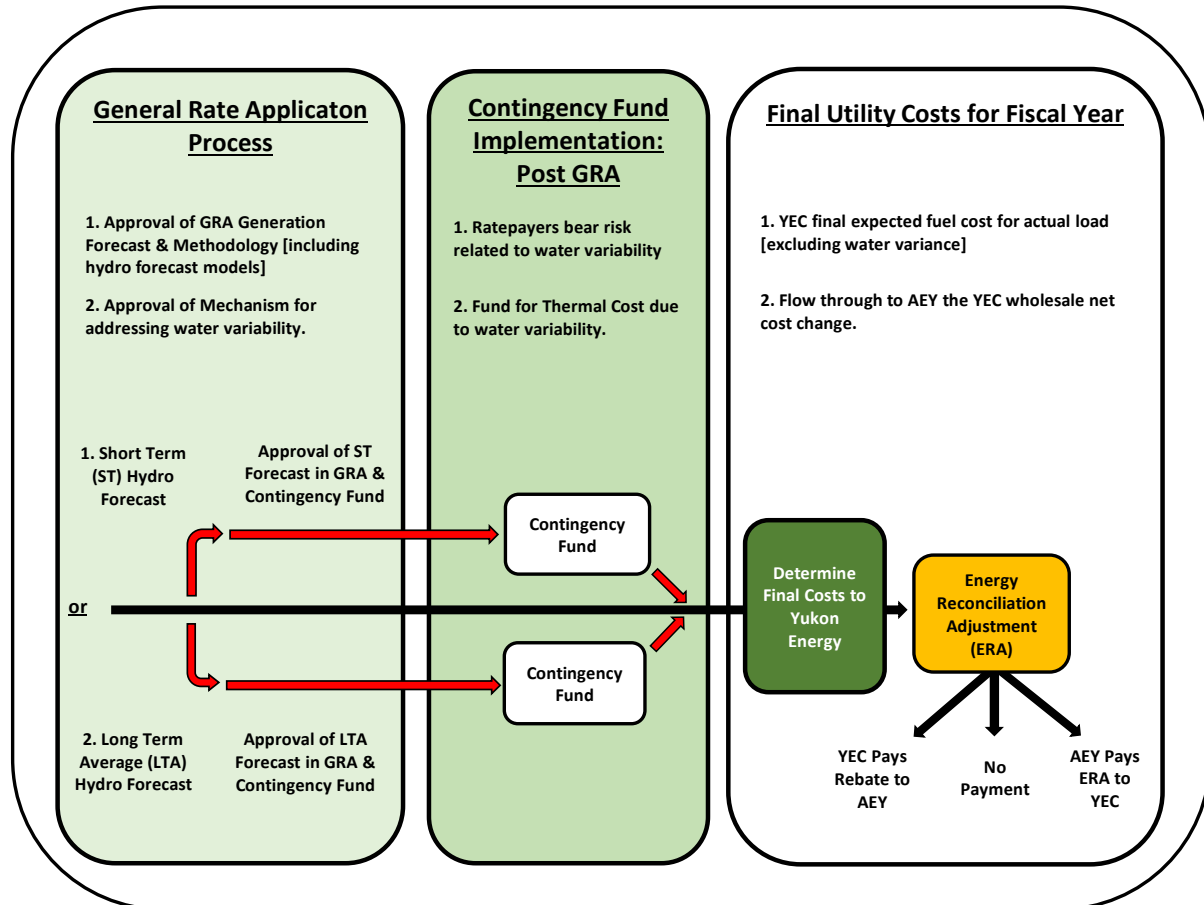 General Rate Applicaton
Process
1. Approval of GRA Generation
Forecast & Methodology [including
hydro forecast models]
2. Approval of Mechanism for
addressing water variability.
1. Short Term
(ST) Hydro
Forecast
Approval of ST
Forecast in GRA &
Contingency Fund
or
2. Long Term
Average (LTA)
Hydro Forecast
Approval of LTA
Forecast in GRA &
Contingency Fund
Contingency Fund
Implementation:
Post GRA
1. Ratepayers bear risk
related to water variability
2. Fund for Thermal Cost due
to water variability.
Contingency
Fund
Contingency
Fund
Final Utility Costs for Fiscal Year
1. YEC final expected fuel cost for actual load
[excluding water variance]
2. Flow through to AEY the YEC wholesale net
cost change.
Determine
Final Costs to
Yukon
Energy
Energy
Reconciliation
Adjustment
(ERA)
YEC Pays
Rebate to
AEY
No
Payment
AEY Pays
ERA to
YEC